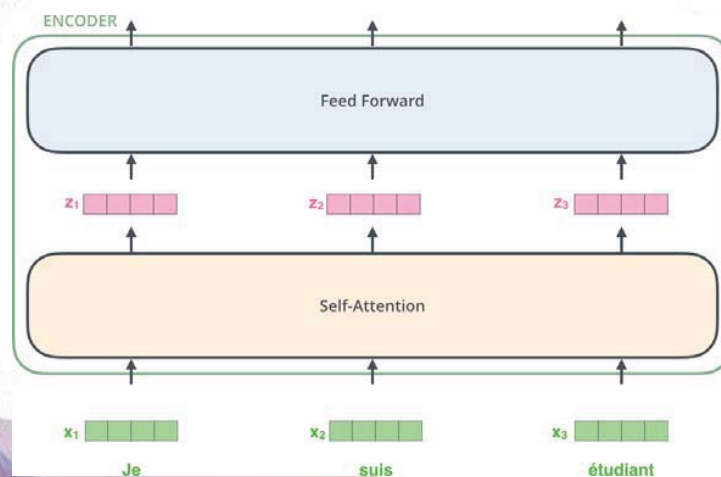 ENCODER
Feed Forward
z₁ z₂ z₃
Self-Attention
x₁ x₂ x₃
Je suis étudiant